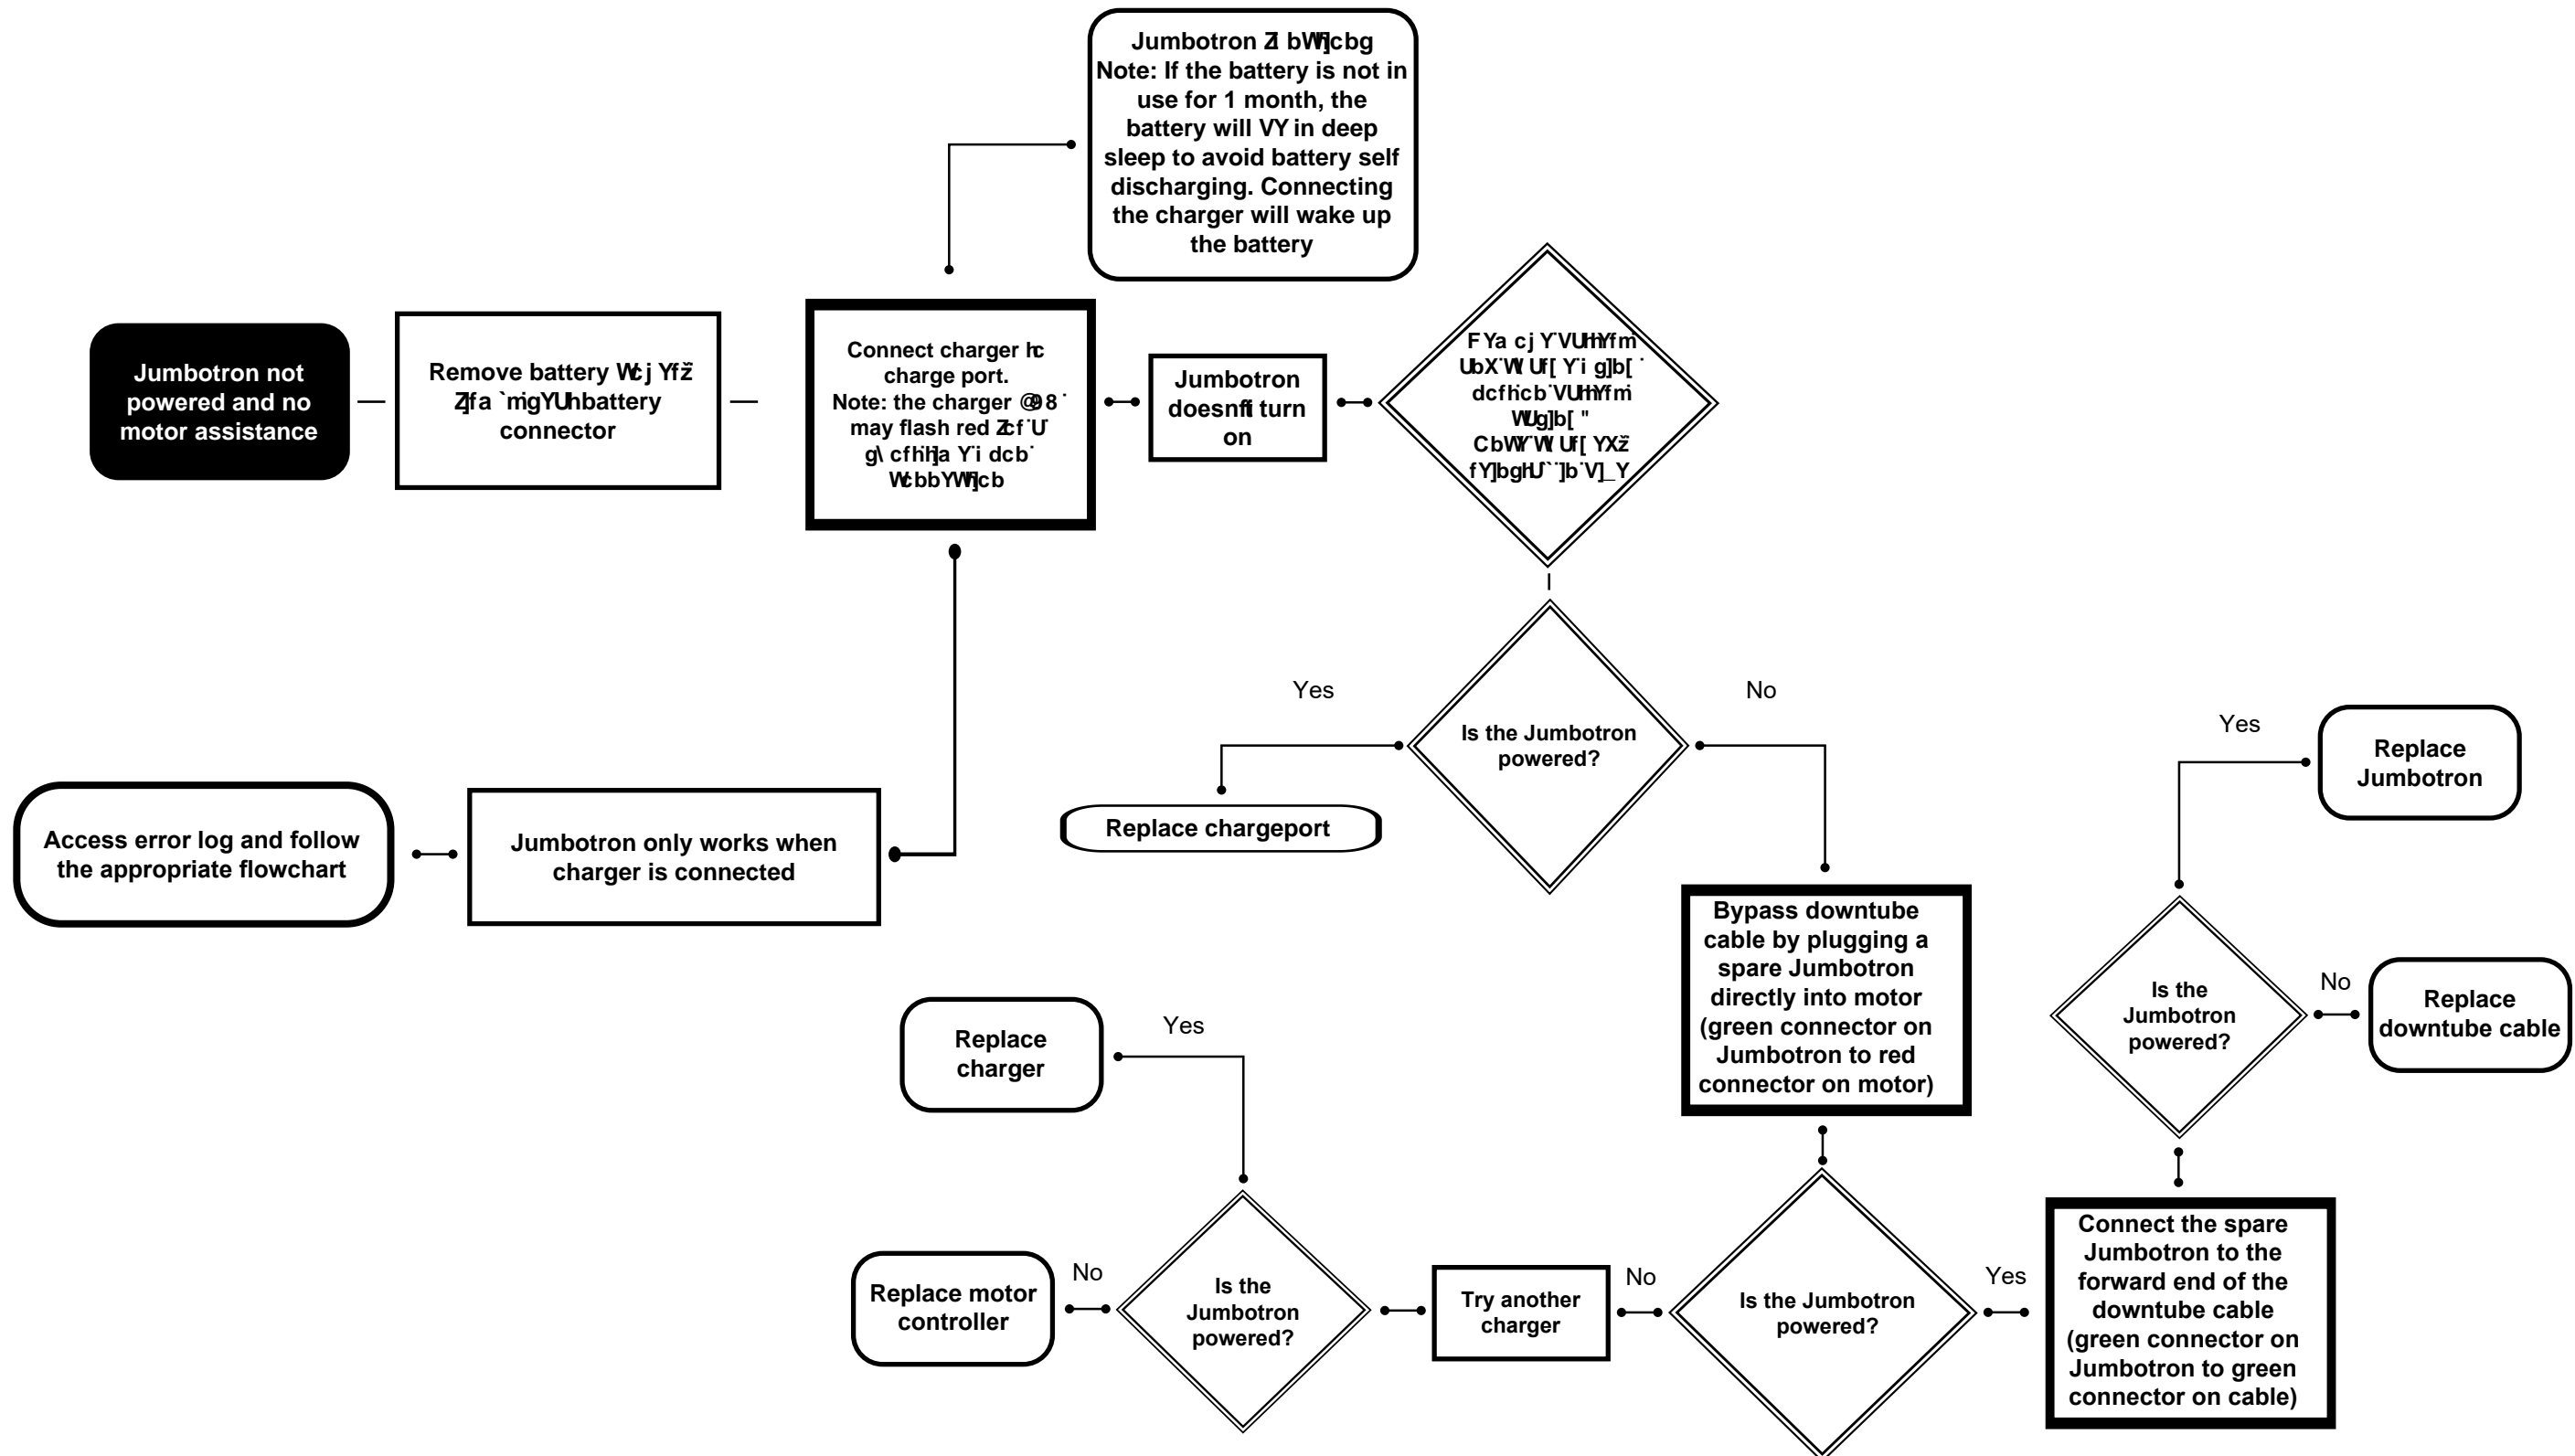 Jumbotron
Note: If the battery is not in
use for 1 month, the
battery will VY in deep
sleep to avoid battery self
discharging. Connecting
the charger will wake up
the battery
Jumbotron not
powered and no
motor assistance
Remove battery
battery
connector
Connect charger
charge port.
Note: the charger
may flash red
Jumbotron
turn
on
Is the Jumbotron
powered?
Yes
No
Replace chargeport
Access error log and follow
the appropriate flowchart
Jumbotron only works when
charger is connected
Bypass downtube
cable by plugging a
spare Jumbotron
directly into motor
(green connector on
Jumbotron to red
connector on motor)
Yes
Replace
Jumbotron
Is the
Jumbotron
powered?
No
Replace
downtube cable
Replace
charger
Yes
Replace motor
controller
No
Is the
Jumbotron
powered?
Try another
charger
No
Is the Jumbotron
powered?
Yes
Connect the spare
Jumbotron to the
forward end of the
downtube cable
(green connector on
Jumbotron to green
connector on cable)